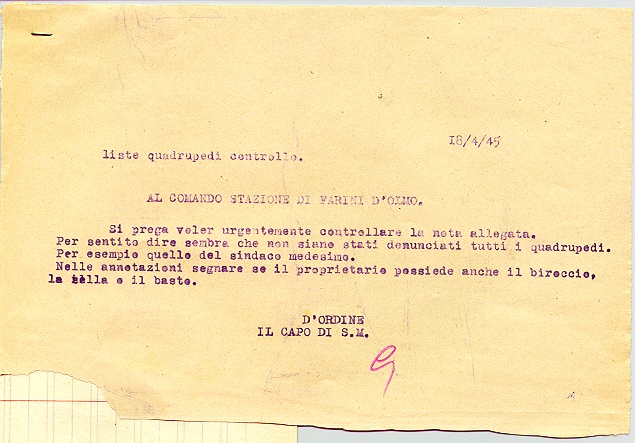 18/4/45
liste quadrupedi controllo.
AL COMANDO STAZIONE DI FARINI D'OLMO.
Si prega voler urgentemente controllare la nota allegata.
Per sentito dire sembra che non siano stati denunciati tutti i quadrupedi.
Per esempio quello del sindaco medesimo.
Nelle annotazioni segnare se il proprietario possiede anche il biroccio,
la sella e il basto.
D'ORDINE
IL CAPO DI S.M.